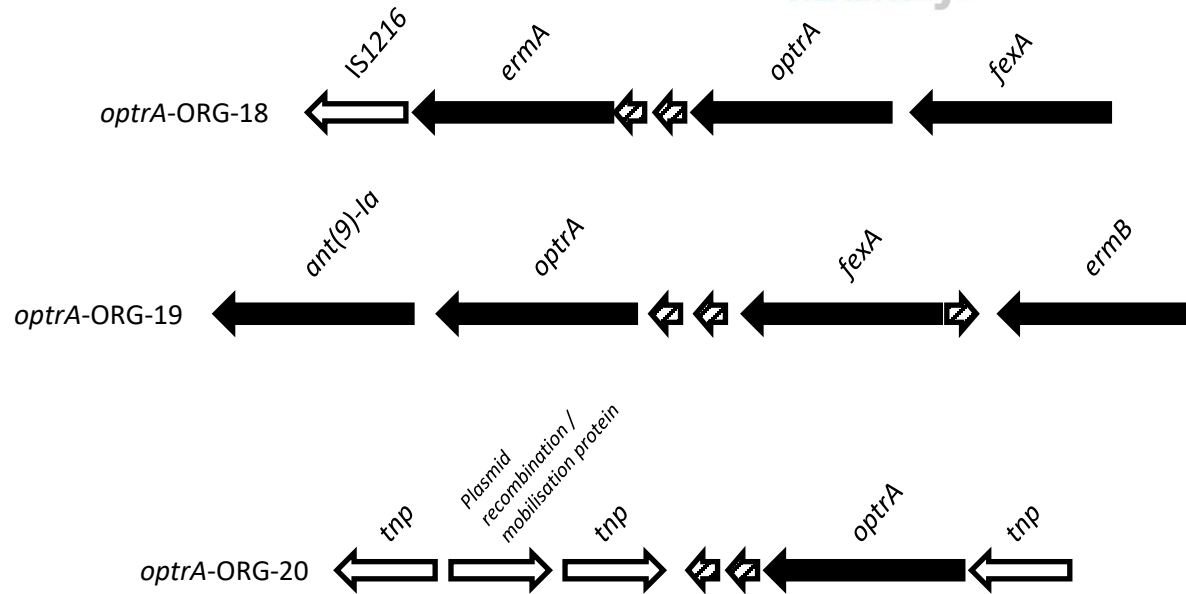 IS1216
ermA
optrA
fexA
optrA-ORG-18
ant(9)-Ia
optrA
fexA
ermB
optrA-ORG-19
tnp
Plasmid
recombination /
mobilisation protein
tnp
optrA
tnp
optrA-ORG-20